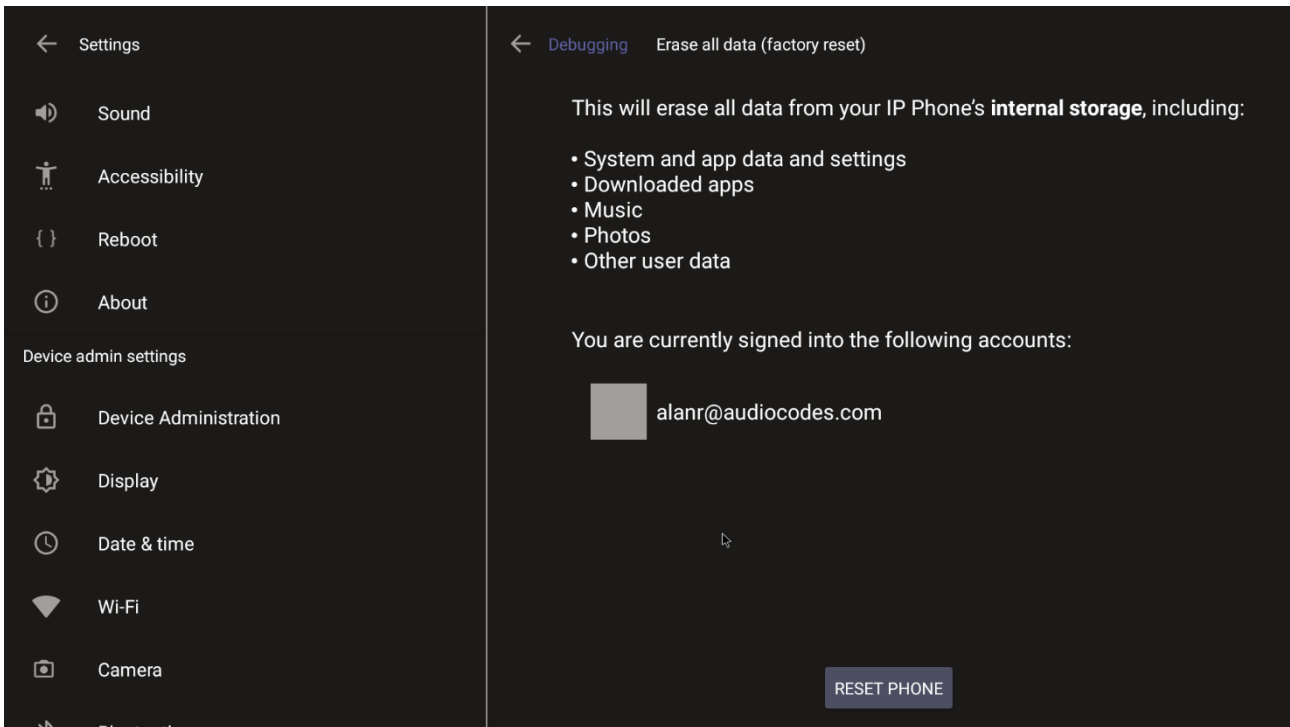 Settings
Sound
Accessibility
{ } Reboot
About
Device admin settings
Device Administration
Display
Date & time
Wi-Fi
Camera
Debugging Erase all data (factory reset)
This will erase all data from your IP Phone’s internal storage, including:
• System and app data and settings
• Downloaded apps
• Music
• Photos
• Other user data
You are currently signed into the following accounts:
alanr@audiocodes.com
RESET PHONE